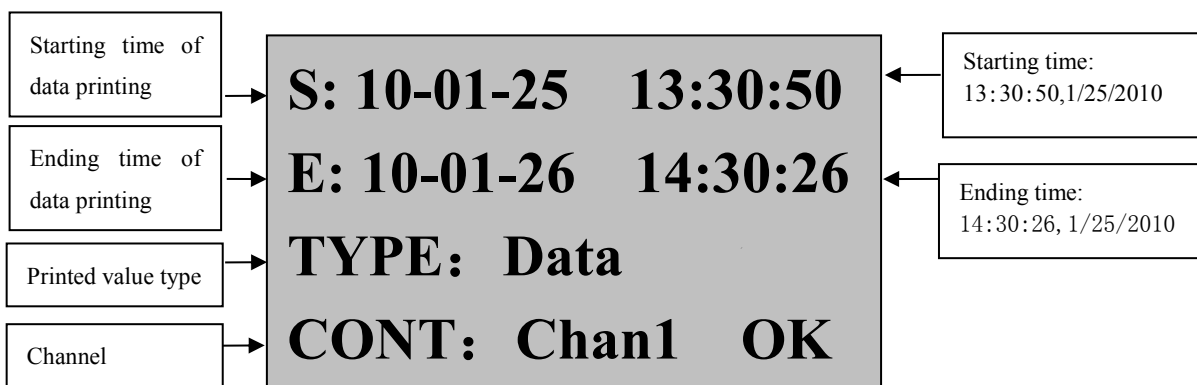 Starting time of
data printing
Ending time of
data printing
Printed value type
Channel
S: 10-01-25 13:30:50
E: 10-01-26 14:30:26
TYPE： Data
CONT： Chan1 OK
Starting time:
13:30:50,1/25/2010
Ending time:
14:30:26, 1/25/2010